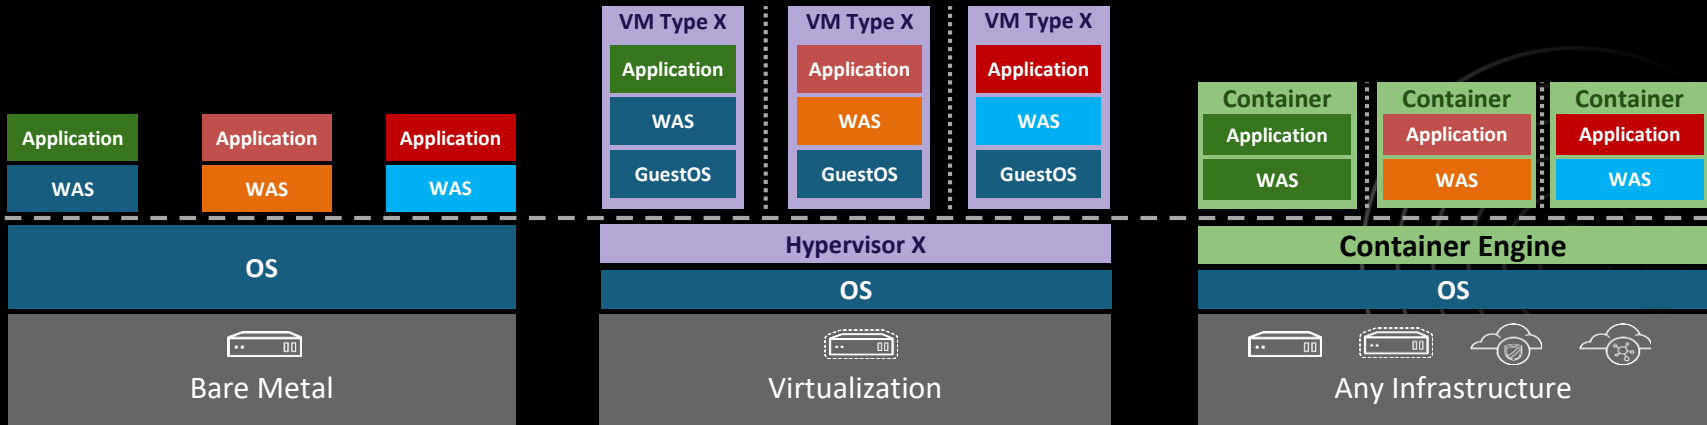 Application
WAS
Application
WAS
Application
WAS
OS
Bare Metal
VM Type X
Application
WAS
GuestOS
VM Type X
Application
WAS
GuestOS
VM Type X
Application
WAS
GuestOS
Hypervisor X
OS
Virtualization
Container
Application
WAS
Container
Application
WAS
Container
Application
WAS
Container Engine
OS
Any Infrastructure